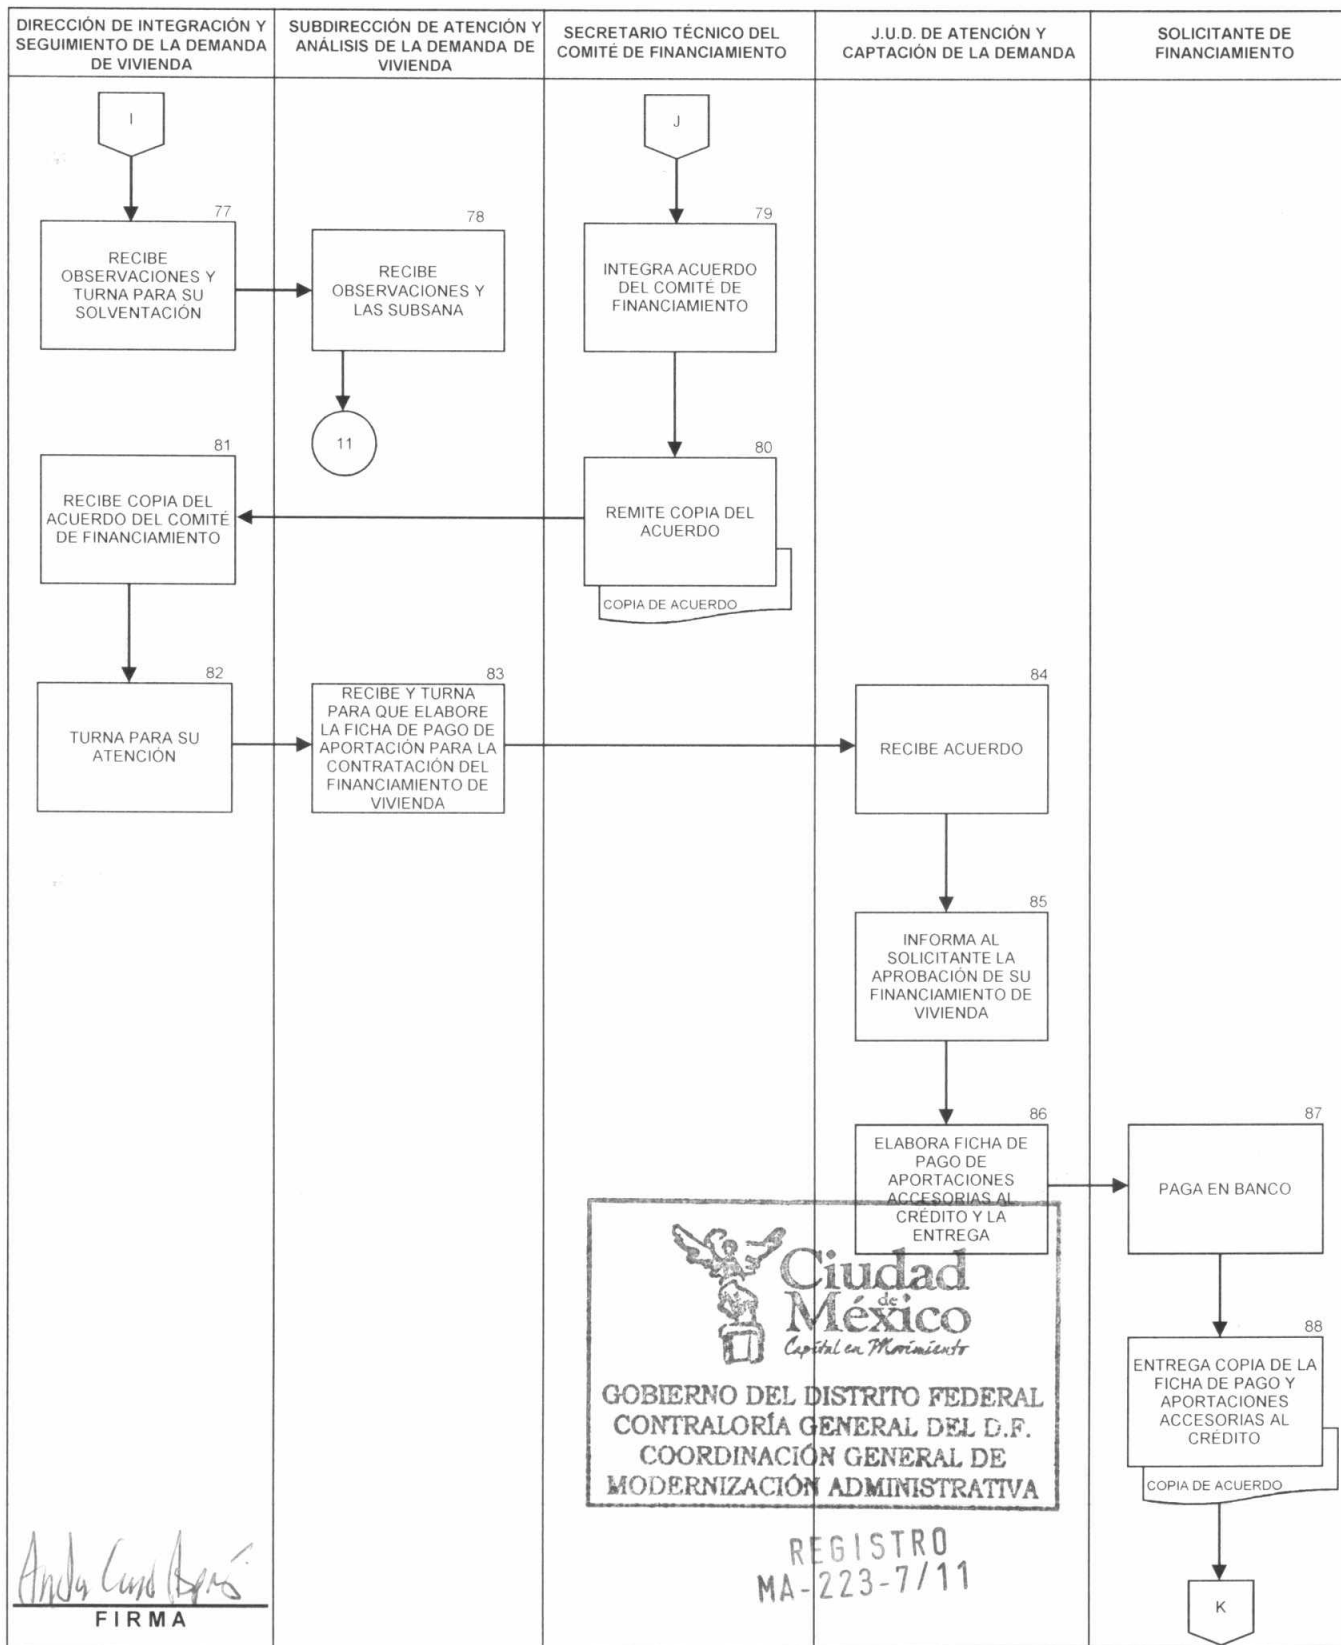 DIRECCIÓN DE INTEGRACIÓN Y
SEGUIMIENTO DE LA DEMANDA
DE VIVIENDA
SUBDIRECCIÓN DE ATENCIÓN Y
ANÁLISIS DE LA DEMANDA DE
VIVIENDA
SECRETARIO TÉCNICO DEL
COMITÉ DE FINANCIAMIENTO
J.U.D. DE ATENCIÓN Y
CAPTACIÓN DE LA DEMANDA
SOLICITANTE DE
FINANCIAMIENTO
I
J
77
RECIBE
OBSERVACIONES Y
TURNA PARA SU
SOLVENTACIÓN
78
RECIBE
OBSERVACIONES Y
LAS SUBSANA
79
INTEGRA ACUERDO
DEL COMITÉ DE
FINANCIAMIENTO
11
81
RECIBE COPIA DEL
ACUERDO DEL COMITÉ
DE FINANCIAMIENTO
80
REMITE COPIA DEL
ACUERDO
COPIA DE ACUERDO
82
TURNA PARA SU
ATENCIÓN
83
RECIBE Y TURNA
PARA QUE ELABORE
LA FICHA DE PAGO DE
APORTACIÓN PARA LA
CONTRATACIÓN DEL
FINANCIAMIENTO DE
VIVIENDA
84
RECIBE ACUERDO
85
INFORMA AL
SOLICITANTE LA
APROBACIÓN DE SU
FINANCIAMIENTO DE
VIVIENDA
86
ELABORA FICHA DE
PAGO DE
APORTACIONES
ACCESORIAS AL
CRÉDITO Y LA
ENTREGA
87
PAGA EN BANCO
88
ENTREGA COPIA DE LA
FICHA DE PAGO Y
APORTACIONES
ACCESORIAS AL
CRÉDITO
COPIA DE ACUERDO
K
Ciudad
de
México
Capital en Movimiento
GOBIERNO DEL DISTRITO FEDERAL
CONTRALORÍA GENERAL DEL D.F.
COORDINACIÓN GENERAL DE
MODERNIZACIÓN ADMINISTRATIVA
REGISTRO
MA-223-7/11
FIRMA